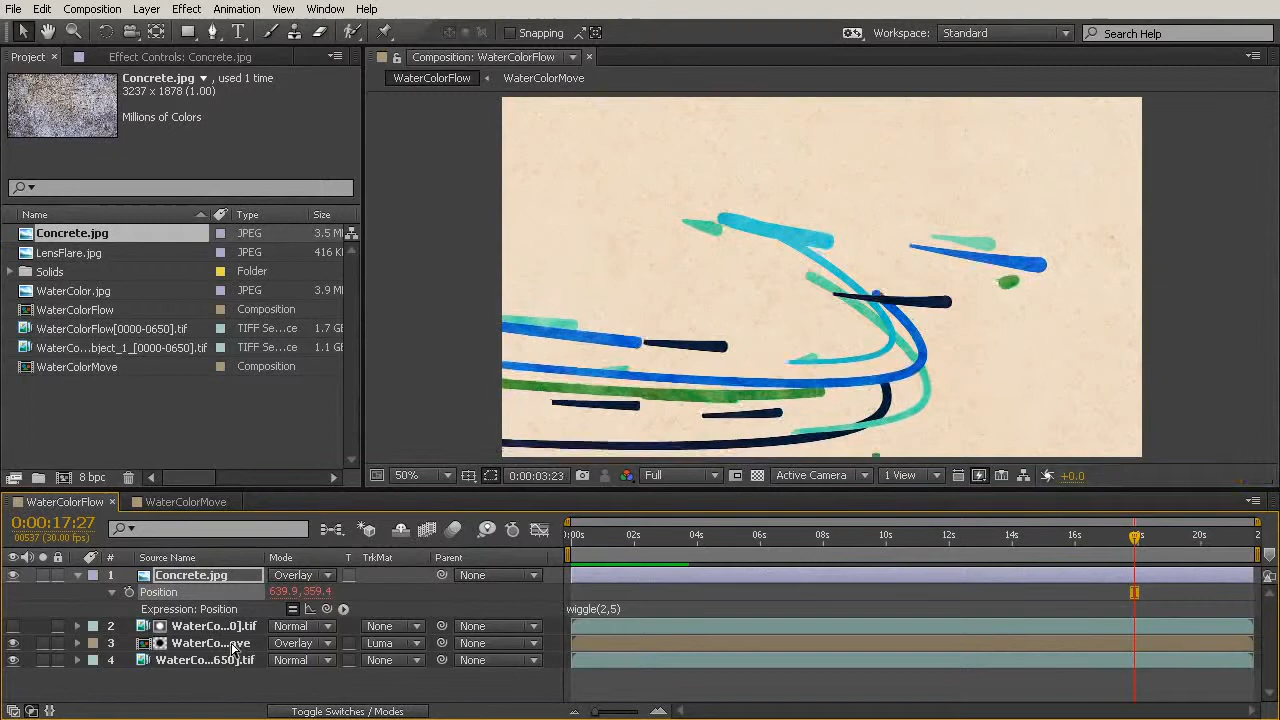 File Edit Composition Layer Effect Animation View Window Help
Snapping Workspace: Standard Search Help
Project Effect Controls: Concrete.jpg Composition: WaterColorFlow
Concrete.jpg , used 1 time
3237 x 1878 (1.00)
Millions of Colors
WaterColorFlow WaterColorMove
Name Type Size
Concrete.jpg JPEG 3.5 M
LensFlare.jpg JPEG 416 K
Solids Folder
WaterColor.jpg JPEG 3.9 M
WaterColorFlow Composition
WaterColorFlow[0000-0650].tif TIFF Se...ce 1.7 GE
WaterCo...bject_1_[0000-0650].tif TIFF Se...ce 1.1 GE
WaterColorMove Composition
8 bpc 50% 0:00:03:23 Full Active Camera 1 View +0.0
WaterColorFlow WaterColorMove
0:00:17:27
00537 (30.00 fps)
):00s 02s 04s 06s 08s 10s 12s 14s 16s 20s 2
# Source Name Mode T TrkMat Parent
1 Concrete.jpg Overlay None
Position 639.9,359.4
Expression: Position wiggle(2,5)
2 WaterCo...0].tif Normal None None
3 WaterCo...ove Overlay Luma None
4 WaterCo...650].tif Normal None None
Toggle Switches / Modes